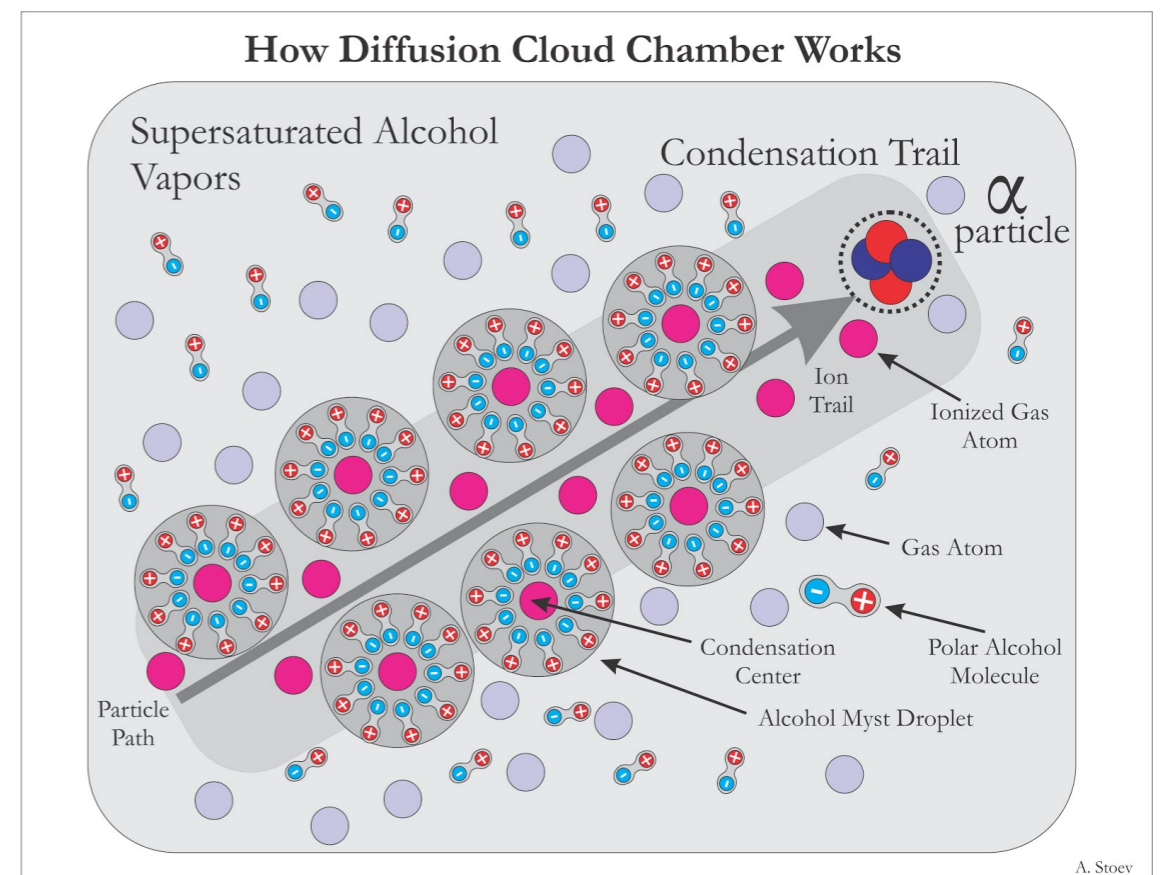 How Diffusion Cloud Chamber Works
Supersaturated Alcohol
Vapors
Condensation Trail
α
particle
Ion
Trail
Ionized Gas
Atom
Gas Atom
Polar Alcohol
Molecule
Condensation
Center
Alcohol Myst Droplet
Particle
Path
A. Stoev